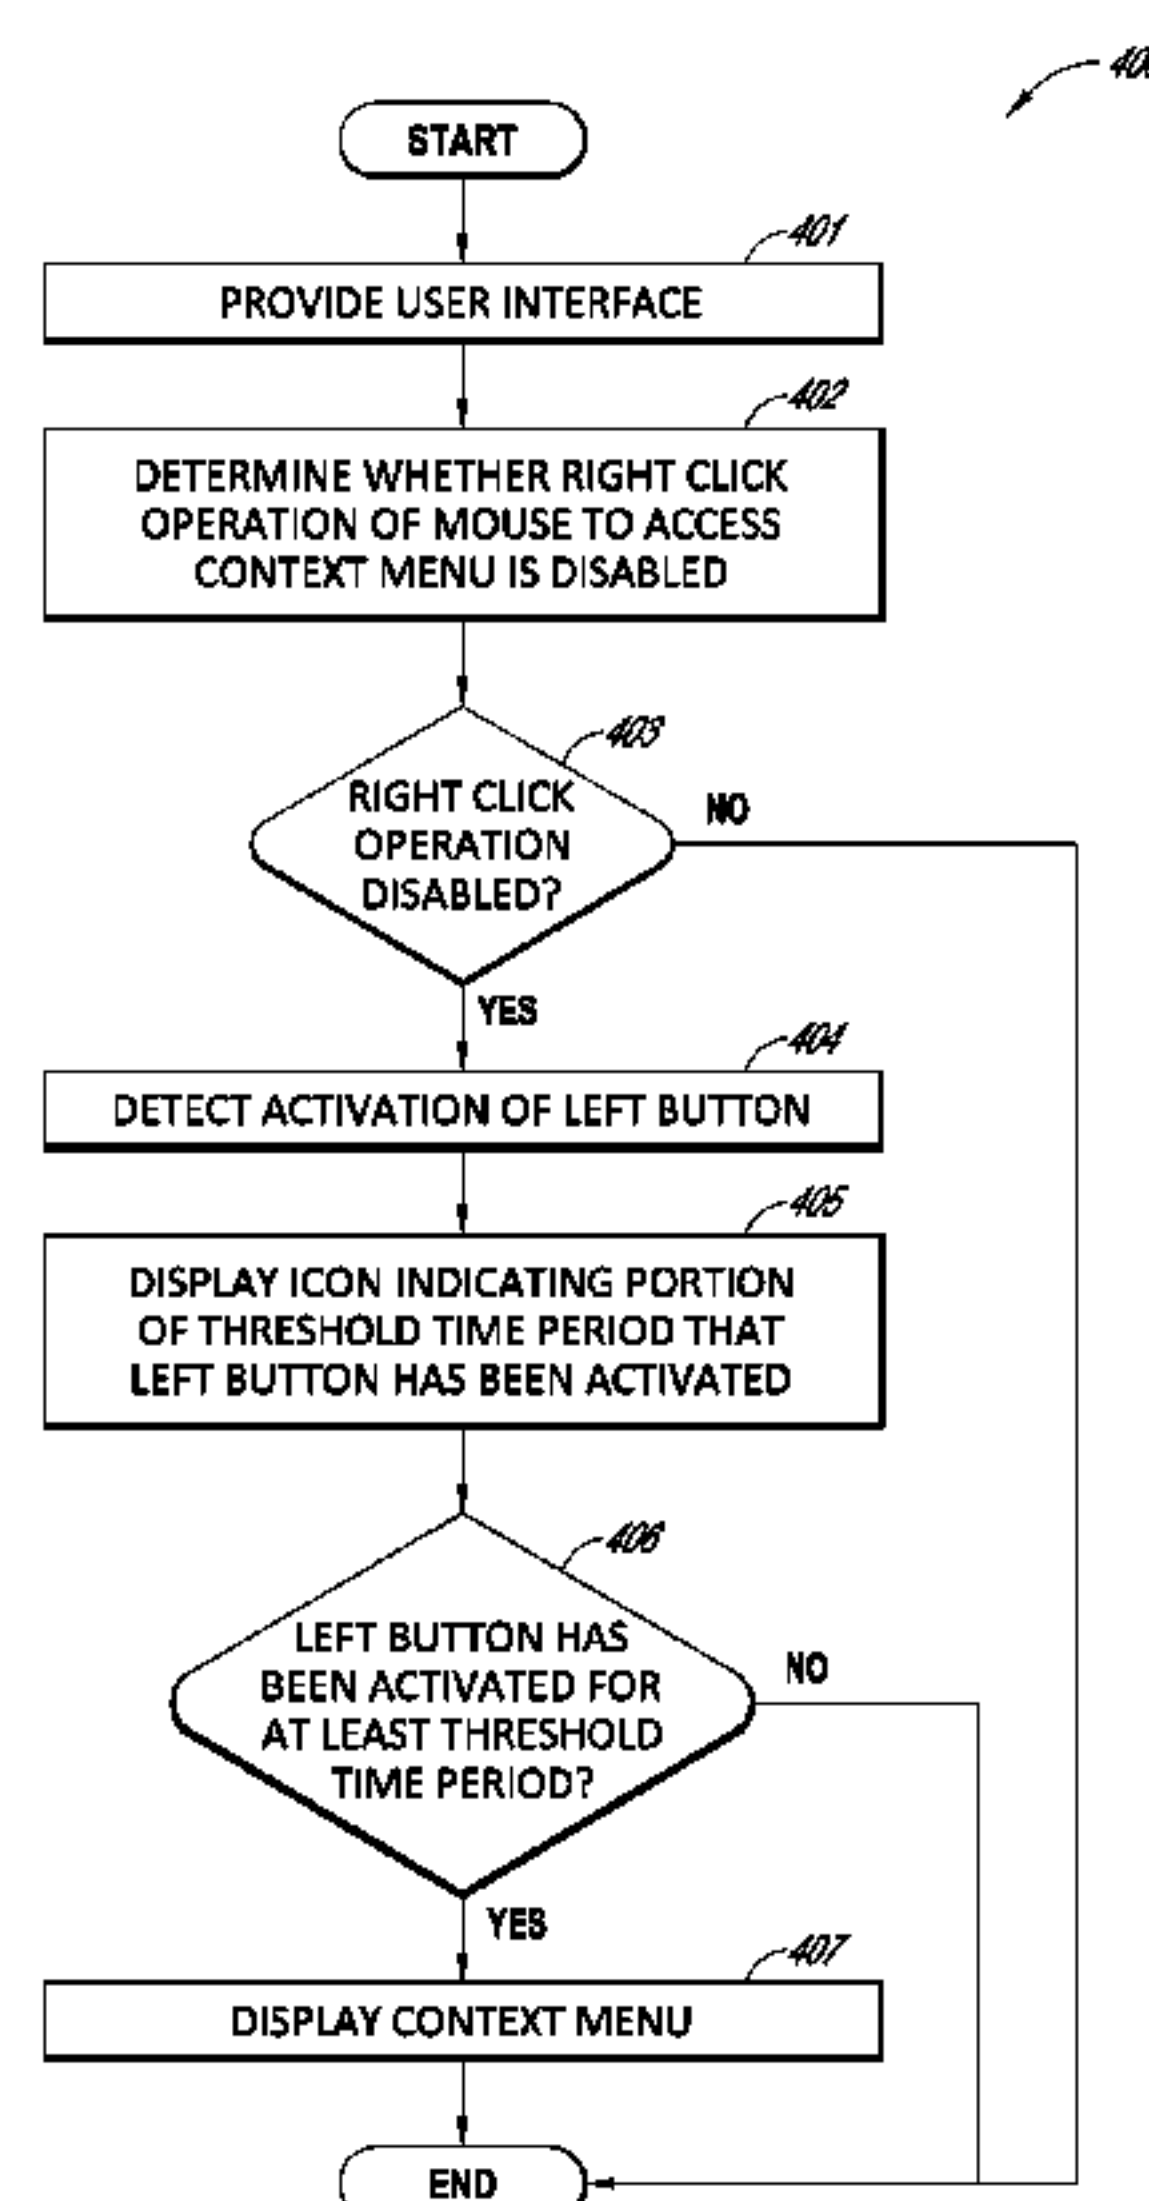 START
401
PROVIDE USER INTERFACE
402
DETERMINE WHETHER RIGHT CLICK
OPERATION OF MOUSE TO ACCESS
CONTEXT MENU IS DISABLED
403
RIGHT CLICK
OPERATION
DISABLED?
NO
YES
404
DETECT ACTIVATION OF LEFT BUTTON
405
DISPLAY ICON INDICATING PORTION
OF THRESHOLD TIME PERIOD THAT
LEFT BUTTON HAS BEEN ACTIVATED
406
LEFT BUTTON HAS
BEEN ACTIVATED FOR
AT LEAST THRESHOLD
TIME PERIOD?
NO
YES
407
DISPLAY CONTEXT MENU
END